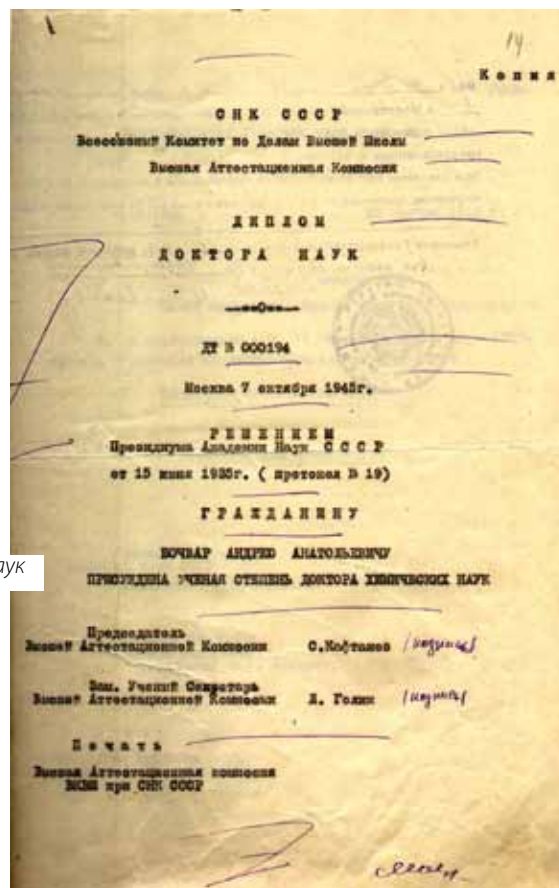 14
Копия
СНК СССР
Всесоюзный Комитет по Делам Высшей Школы
Высшая Аттестационная Комиссия
ДИПЛОМ
ДОКТОРА НАУК
ДТ № 000194
Москва 7 октября 194 г.
РЕШЕНИЕМ
Президиума Академии Наук СССР
от 15 июня 1935г. ( протокол № 19)
ГРАЖДАНИНУ
аук
БОЧВАР АНДРЕЮ АНАТОЛЬЕВИЧУ
ПРИСУЖДЕНА УЧЕНАЯ СТЕПЕНЬ ДОКТОРА ХИМИЧЕСКИХ НАУК
Председатель
Высшей Аттестационной Комиссии С.Кафтанов /подпись/
Зам. Ученый Секретарь
Высшей Аттестационной Комиссии Голин /подпись/
Печать
Высшая Аттестационная комиссия
ВКВШ при СНК СССР